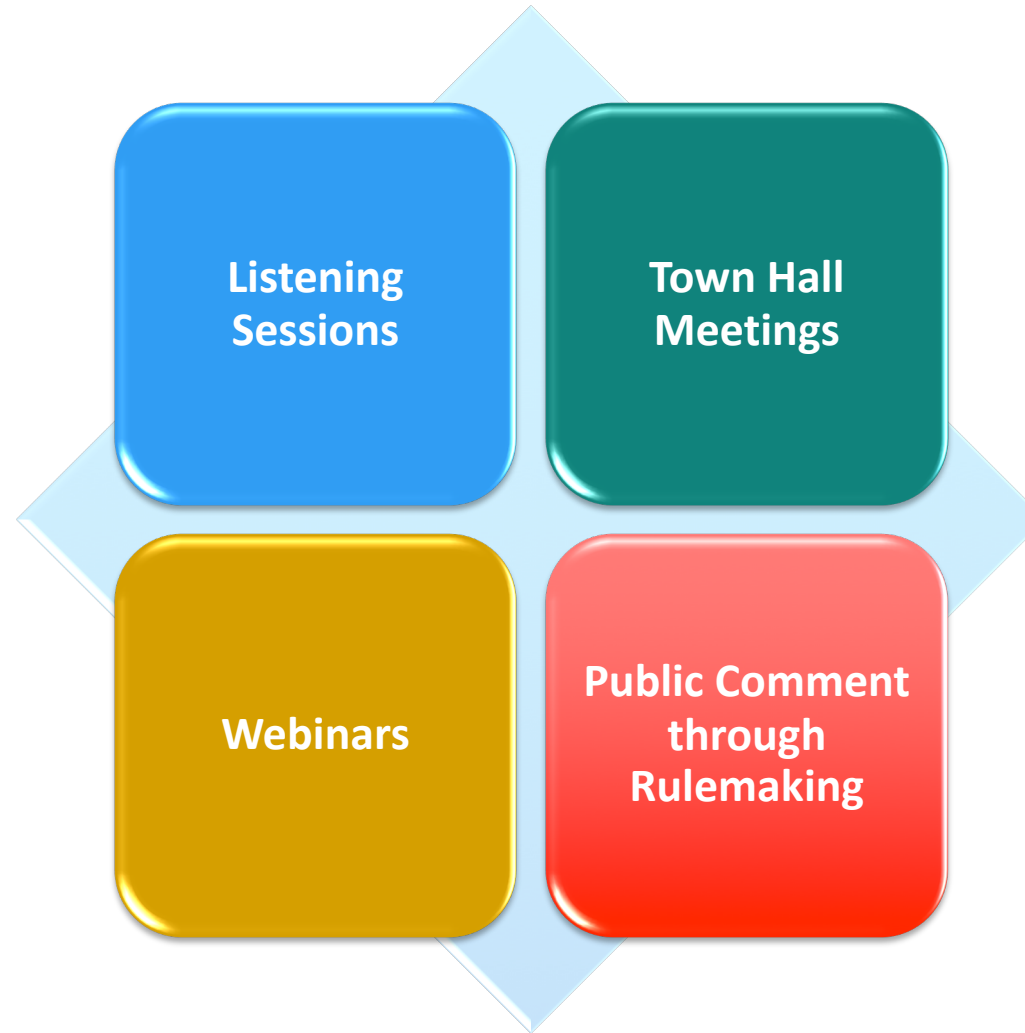 Listening
Sessions
Town Hall
Meetings
Webinars
Public Comment
through
Rulemaking